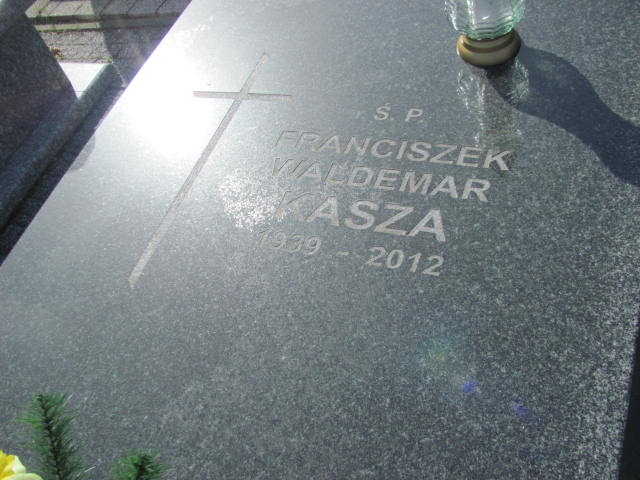 Ś. P.
FRANCISZEK
WALDEMAR
KASZA
1939 - 2012